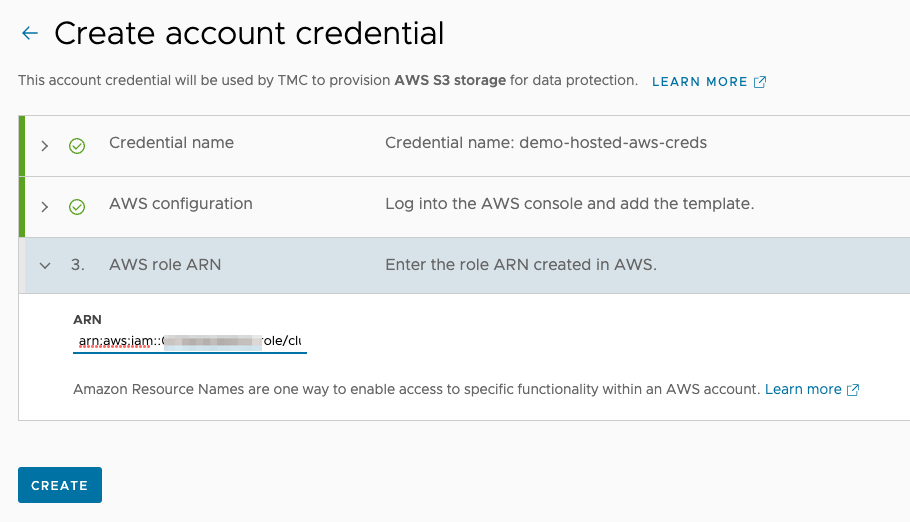 Create account credential
This account credential will be used by TMC to provision AWS S3 storage for data protection. LEARN MORE
Credential name Credential name: demo-hosted-aws-creds
AWS configuration Log into the AWS console and add the template.
3. AWS role ARN Enter the role ARN created in AWS.
ARN
arn:aws:iam:: role/clu
Amazon Resource Names are one way to enable access to specific functionality within an AWS account. Learn more
CREATE